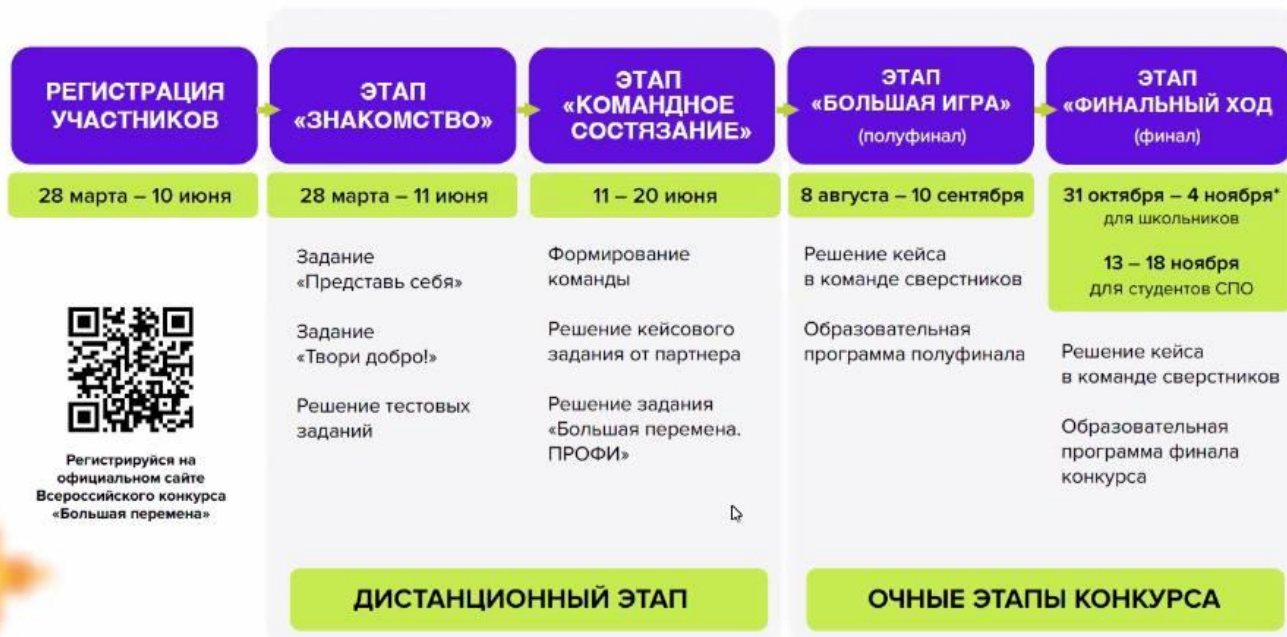 РЕГИСТРАЦИЯ
УЧАСТНИКОВ
28 марта – 10 июня
Регистрируйся на
официальном сайте
Всероссийского конкурса
«Большая перемена»
ЭТАП
«ЗНАКОМСТВО»
28 марта – 11 июня
Задание
«Представь себя»
Задание
«Твори добро!»
Решение тестовых
заданий
ЭТАП
«КОМАНДНОЕ
СОСТЯЗАНИЕ»
11 – 20 июня
Формирование
команды
Решение кейсового
задания от партнера
Решение задания
«Большая перемена.
ПРОФИ»
ДИСТАНЦИОННЫЙ ЭТАП
ЭТАП
«БОЛЬШАЯ ИГРА»
(полуфинал)
8 августа – 10 сентября
Решение кейса
в команде сверстников
Образовательная
программа полуфинала
ЭТАП
«ФИНАЛЬНЫЙ ХОД
(финал)
31 октября – 4 ноября*
для школьников
13 – 18 ноября
для студентов СПО
Решение кейса
в команде сверстников
Образовательная
программа финала
конкурса
ОЧНЫЕ ЭТАПЫ КОНКУРСА